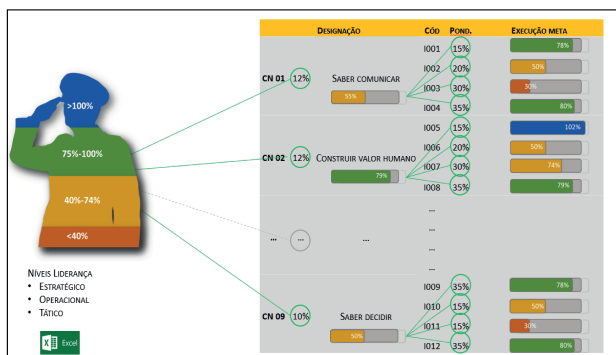 DESIGNAÇÃO CÓD POND. EXECUÇÃO META
I001 15% 78%
I002 20% 50%
CN 01 12% SABER COMUNICAR
55%
I003 30% 30%
I004 35% 80%
I005 15% 102%
I006 20% 50%
CN 02 12% CONSTRUIR VALOR HUMANO
79%
I007 30% 74%
I008 35% 79%
...
...
... ... ...
...
...
I009 35% 78%
I010 15% 50%
CN 09 10% SABER DECIDIR
50%
I011 15% 30%
I012 35% 80%
>100%
75%-100%
40%-74%
<40%
NÍVEIS LIDERANÇA
• ESTRATÉGICO
• OPERACIONAL
• TÁTICO
X Excel